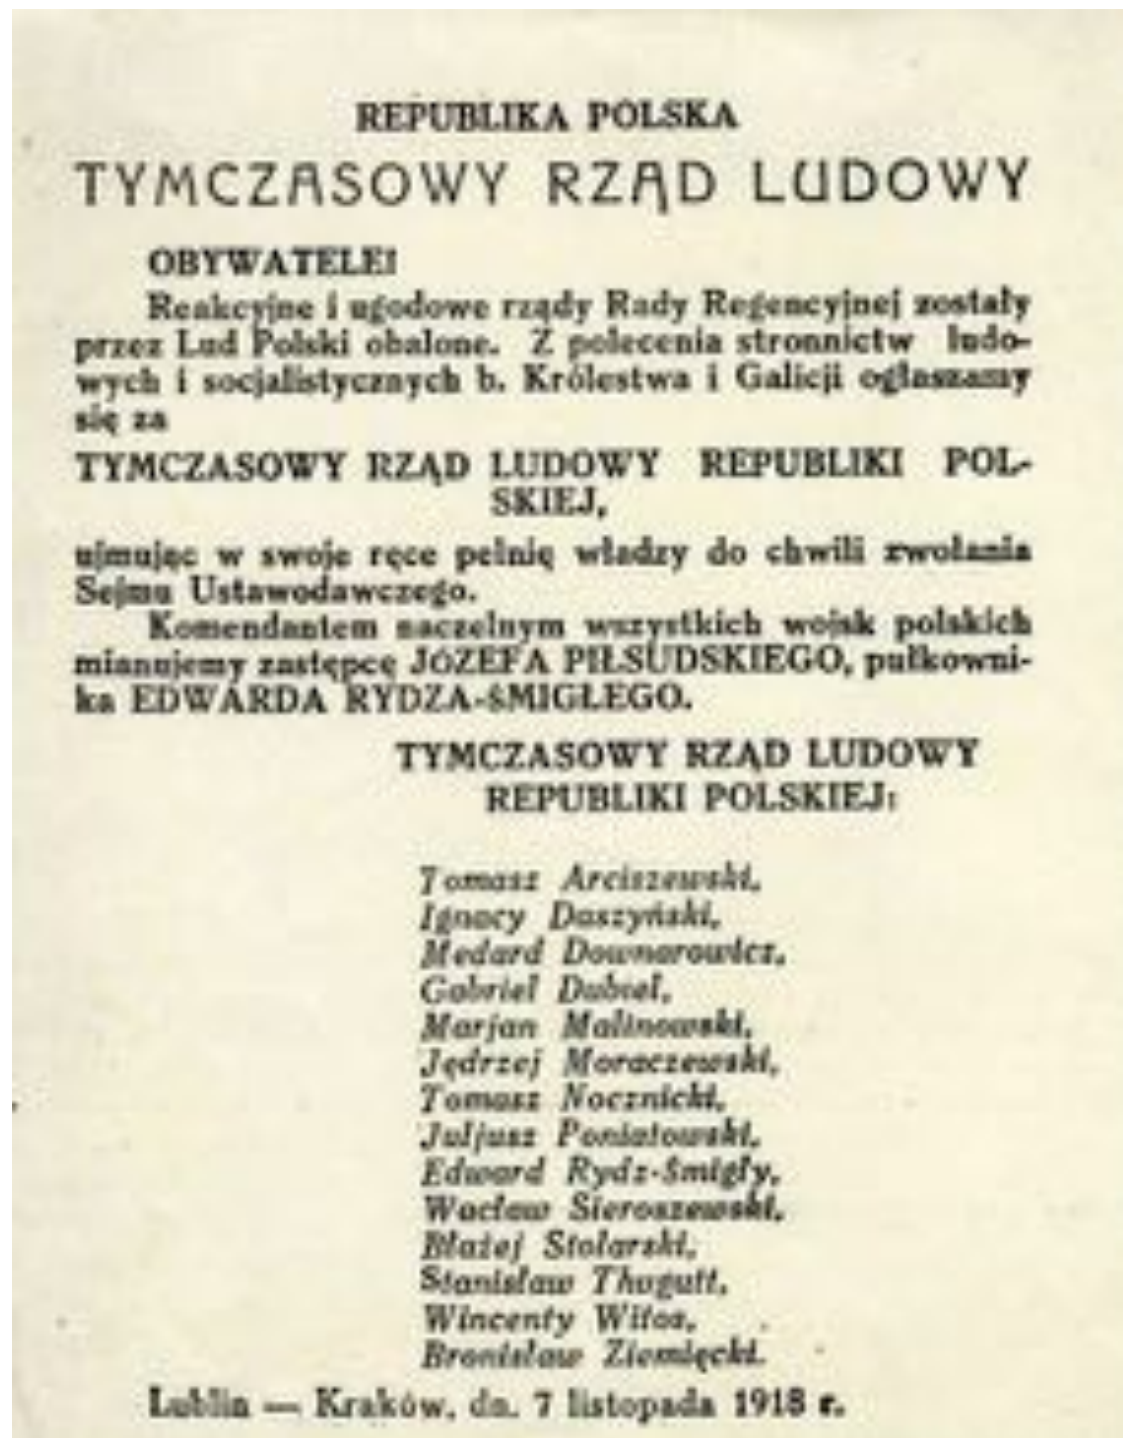 REPUBLIKA POLSKA
TYMCZASOWY RZĄD LUDOWY
OBYWATELE!
Reakcyjne i ugodowe rządy Rady Regencyjnej zostały
przez Lud Polski obalone. Z polecenia stronnictw ludo-
wych i socjalistycznych b. Królestwa i Galicji ogłaszamy
się za
TYMCZASOWY RZĄD LUDOWY REPUBLIKI POL-
SKIEJ,
ujmując w swoje ręce pełnię władzy do chwili zwołania
Sejmu Ustawodawczego.
Komendantem naczelnym wszystkich wojsk polskich
mianujemy zastępcę JÓZEFA PIŁSUDSKIEGO, pułkowni-
ka EDWARDA RYDZA-ŚMIGŁEGO.
TYMCZASOWY RZĄD LUDOWY
REPUBLIKI POLSKIEJ:
Tomasz Arciszewski,
Ignacy Daszyński,
Medard Downarowicz,
Gabriel Dubiel,
Marjan Malinowski,
Jędrzej Moraczewski,
Tomasz Nocznicki,
Juljusz Poniatowski,
Edward Rydz-Śmigły,
Wacław Sieroszewski,
Błażej Stolarski,
Stanisław Thugutt,
Wincenty Witos,
Bronisław Ziemięcki.
Lublin — Kraków, dn. 7 listopada 1918 r.